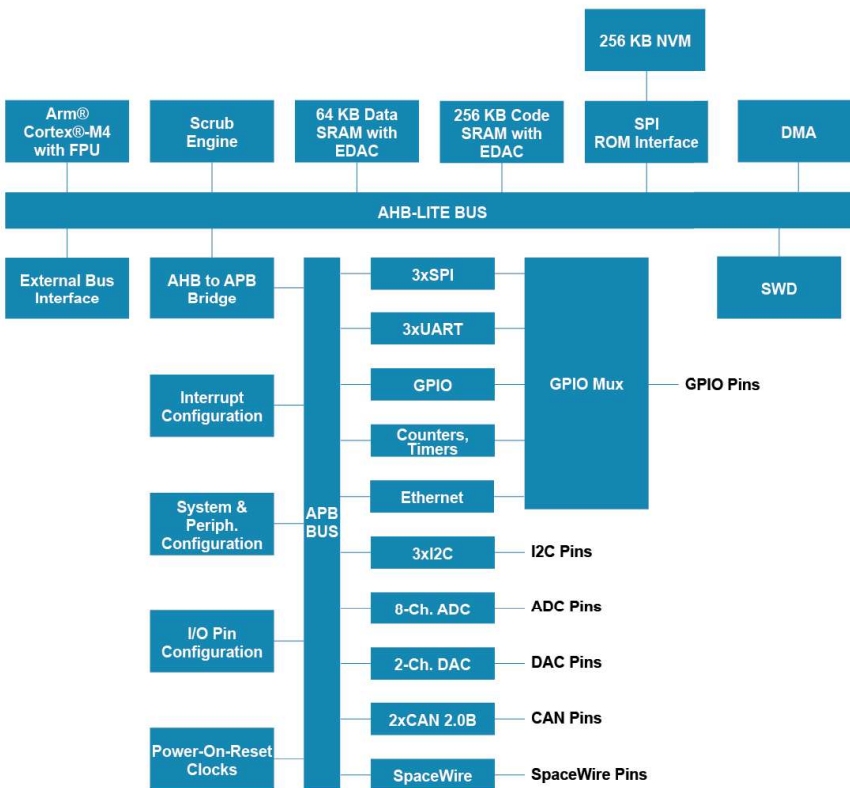 256 KB NVM
Arm®
Cortex®-M4
with FPU
Scrub
Engine
64 KB Data
SRAM with
EDAC
256 KB Code
SRAM with
EDAC
SPI
ROM Interface
DMA
AHB-LITE BUS
External Bus
Interface
AHB to APB
Bridge
3xSPI
SWD
3xUART
Interrupt
Configuration
GPIO
GPIO Mux
GPIO Pins
Counters,
Timers
Ethernet
System &
Periph.
Configuration
APB
BUS
3xI2C
I2C Pins
8-Ch. ADC
ADC Pins
I/O Pin
Configuration
2-Ch. DAC
DAC Pins
2xCAN 2.0B
CAN Pins
Power-On-Reset
Clocks
SpaceWire
SpaceWire Pins